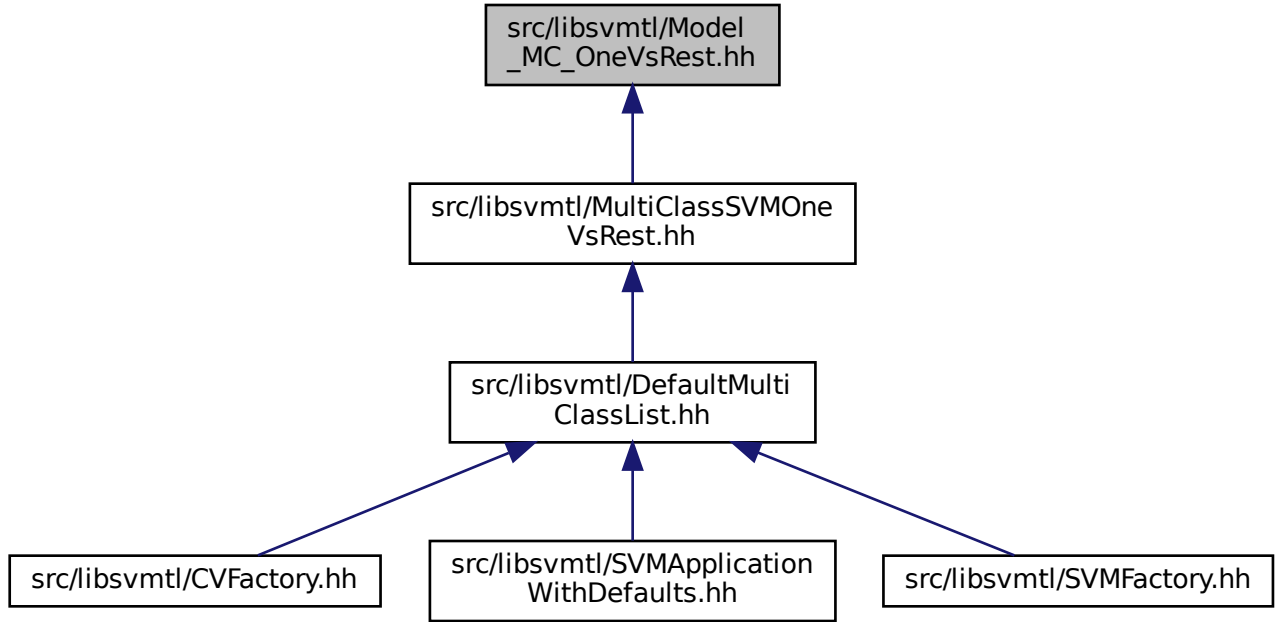 src/libsvmtl/Model
_MC_OneVsRest.hh
src/libsvmtl/MultiClassSVMOne
VsRest.hh
src/libsvmtl/DefaultMulti
ClassList.hh
src/libsvmtl/CVFactory.hh
src/libsvmtl/SVMApplication
WithDefaults.hh
src/libsvmtl/SVMFactory.hh